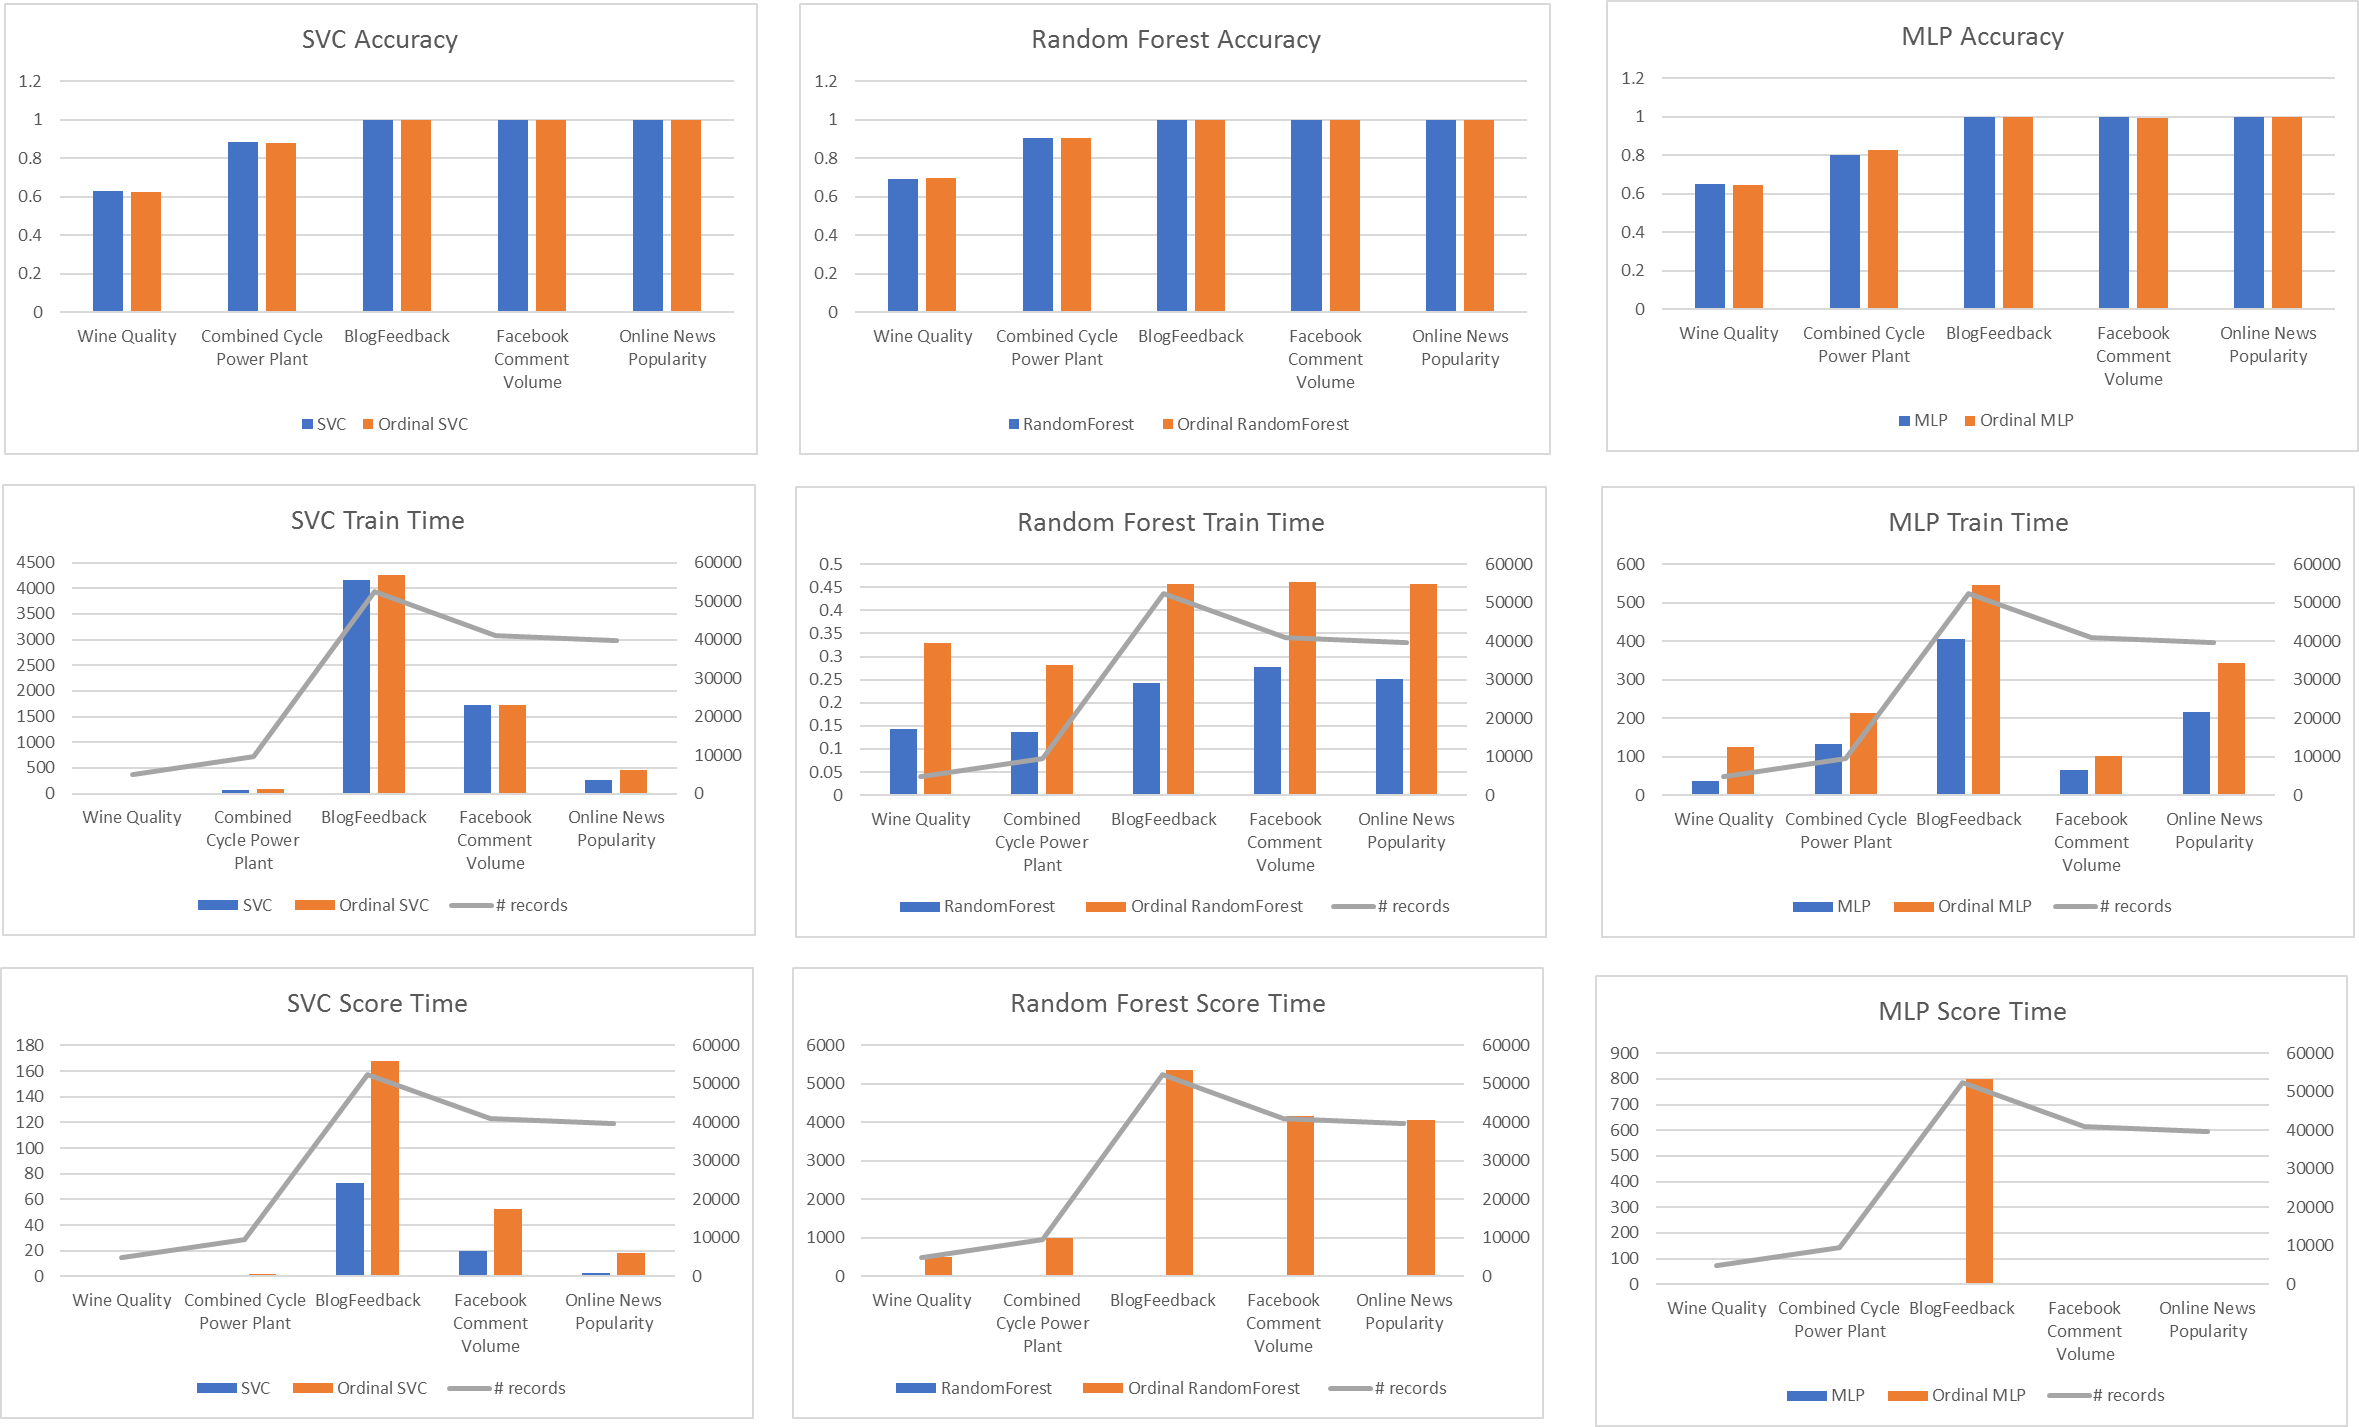 SVC Accuracy
1.2
1
0.8
0.6
0.4
0.2
0
Wine Quality
Combined Cycle
Power Plant
BlogFeedback
Facebook
Comment
Volume
Online News
Popularity
SVC
Ordinal SVC
Random Forest Accuracy
1.2
1
0.8
0.6
0.4
0.2
0
Wine Quality
Combined Cycle
Power Plant
BlogFeedback
Facebook
Comment
Volume
Online News
Popularity
RandomForest
Ordinal RandomForest
MLP Accuracy
1.2
1
0.8
0.6
0.4
0.2
0
Wine Quality
Combined Cycle
Power Plant
BlogFeedback
Facebook
Comment
Volume
Online News
Popularity
MLP
Ordinal MLP
SVC Train Time
4500
4000
3500
3000
2500
2000
1500
1000
500
0
60000
50000
40000
30000
20000
10000
0
Wine Quality
Combined
Cycle Power
Plant
BlogFeedback
Facebook
Comment
Volume
Online News
Popularity
SVC
Ordinal SVC
# records
Random Forest Train Time
0.5
0.45
0.4
0.35
0.3
0.25
0.2
0.15
0.1
0.05
0
60000
50000
40000
30000
20000
10000
0
Wine Quality
Combined
Cycle Power
Plant
BlogFeedback
Facebook
Comment
Volume
Online News
Popularity
RandomForest
Ordinal RandomForest
# records
MLP Train Time
600
500
400
300
200
100
0
60000
50000
40000
30000
20000
10000
0
Wine Quality
Combined Cycle
Power Plant
BlogFeedback
Facebook
Comment
Volume
Online News
Popularity
MLP
Ordinal MLP
# records
SVC Score Time
180
160
140
120
100
80
60
40
20
0
60000
50000
40000
30000
20000
10000
0
Wine Quality
Combined Cycle
Power Plant
BlogFeedback
Facebook
Comment
Volume
Online News
Popularity
SVC
Ordinal SVC
# records
Random Forest Score Time
6000
5000
4000
3000
2000
1000
0
60000
50000
40000
30000
20000
10000
0
Wine Quality
Combined
Cycle Power
Plant
BlogFeedback
Facebook
Comment
Volume
Online News
Popularity
RandomForest
Ordinal RandomForest
# records
MLP Score Time
900
800
700
600
500
400
300
200
100
0
60000
50000
40000
30000
20000
10000
0
Wine Quality
Combined Cycle
Power Plant
BlogFeedback
Facebook
Comment
Volume
Online News
Popularity
MLP
Ordinal MLP
# records